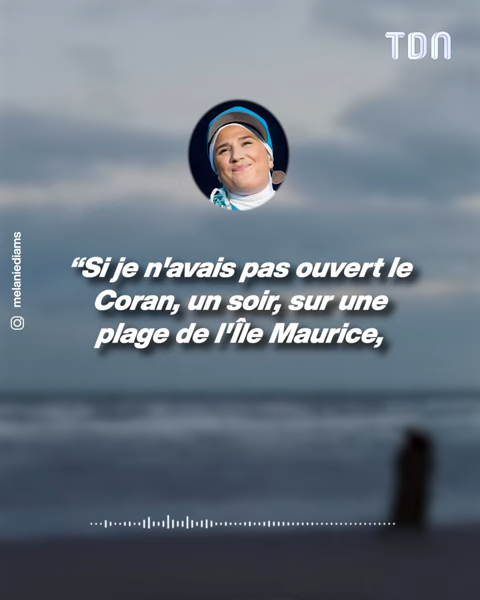 TDN
melaniediams
“Si je n'avais pas ouvert le
Coran, un soir, sur une
plage de l'Île Maurice,